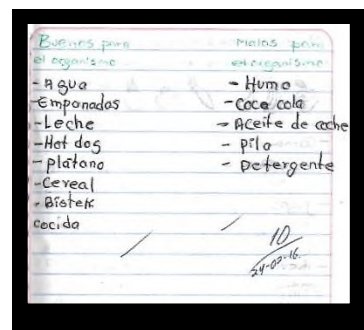 Buenos para
el organismo
- Agua
- Empanadas
- Leche
- Hot dog
- platano
- Cereal
- Bistek
cocida
Malos para
el organismo
- Humo
- Coca cola
- Aceite de coche
- pila
- Detergente
10
24-02-16